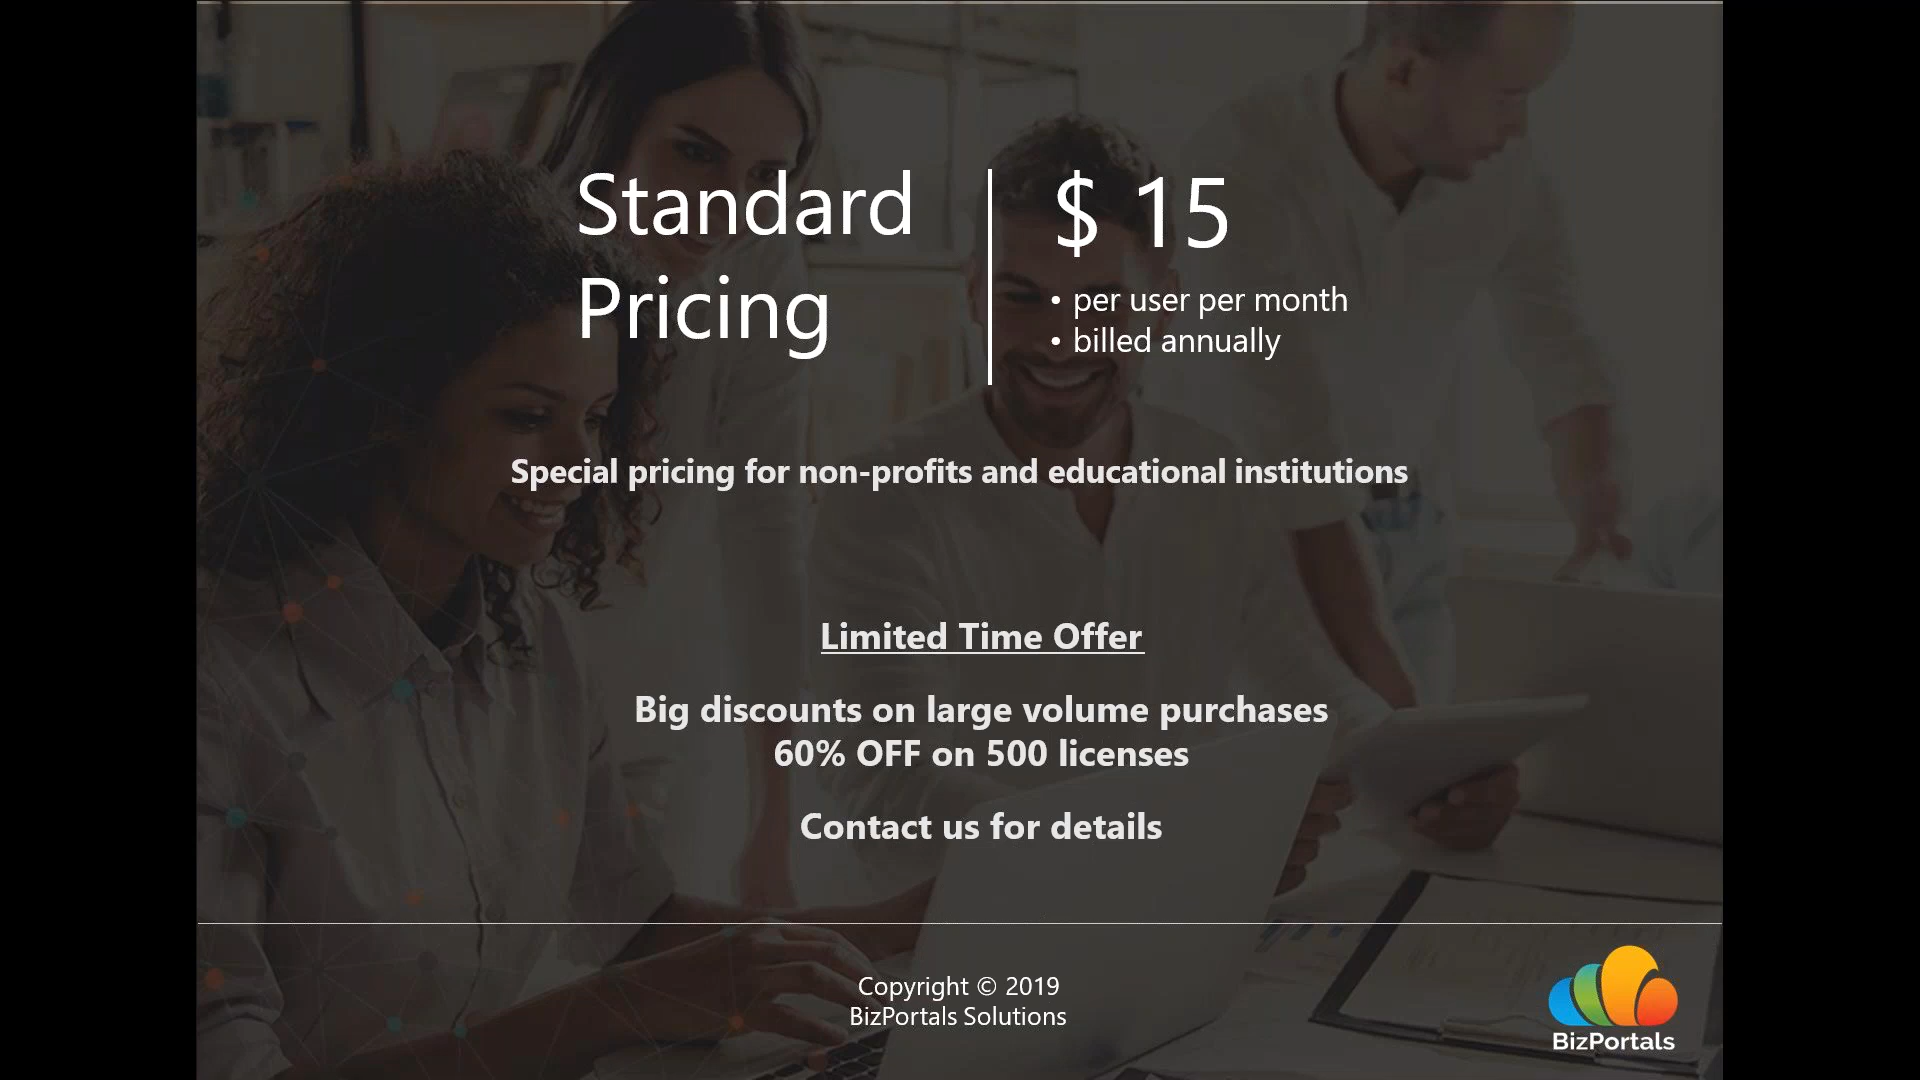 Standard
Pricing
$ 15
• per user per month
• billed annually
Special pricing for non-profits and educational institutions
Limited Time Offer
Big discounts on large volume purchases
60% OFF on 500 licenses
Contact us for details
Copyright © 2019
BizPortals Solutions
BizPortals